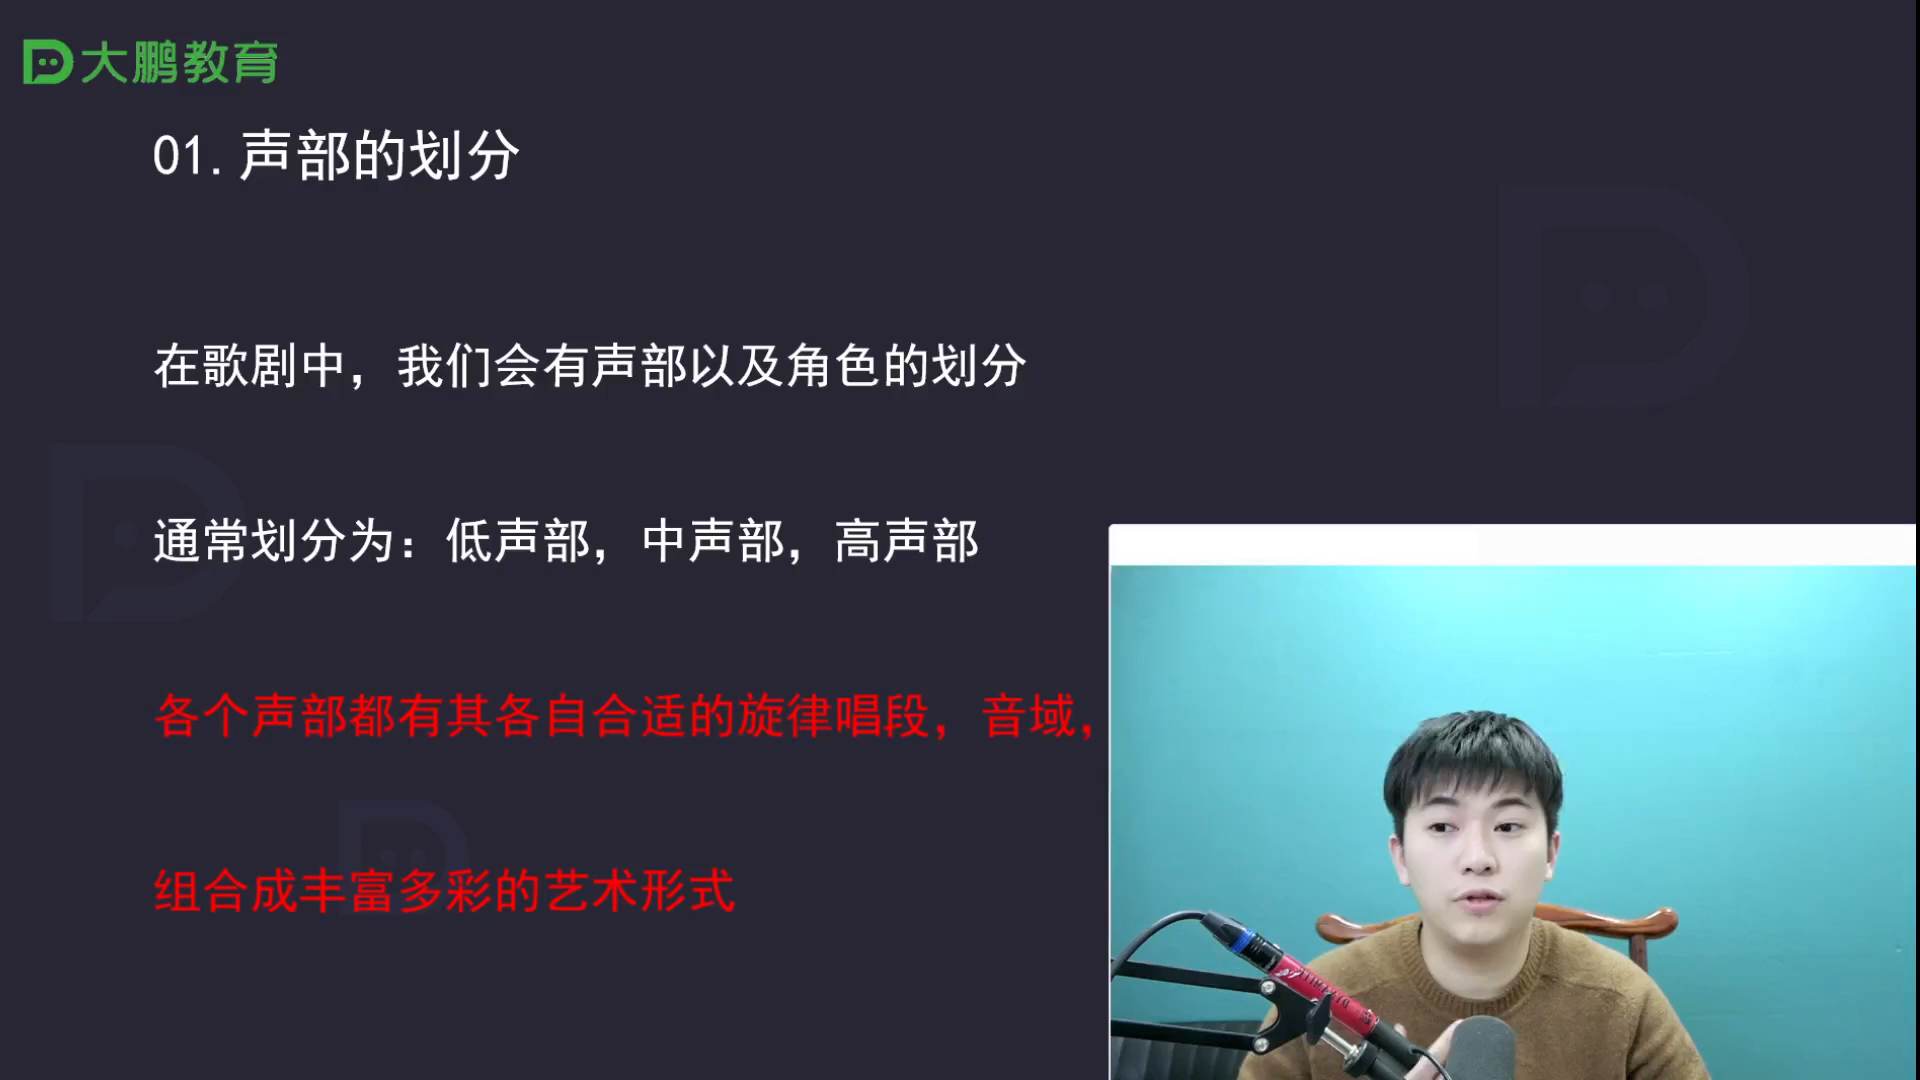 大鹏教育
01.声部的划分
在歌剧中，我们会有声部以及角色的划分
通常划分为：低声部，中声部，高声部
各个声部都有其各自合适的旋律唱段，音域，
组合成丰富多彩的艺术形式